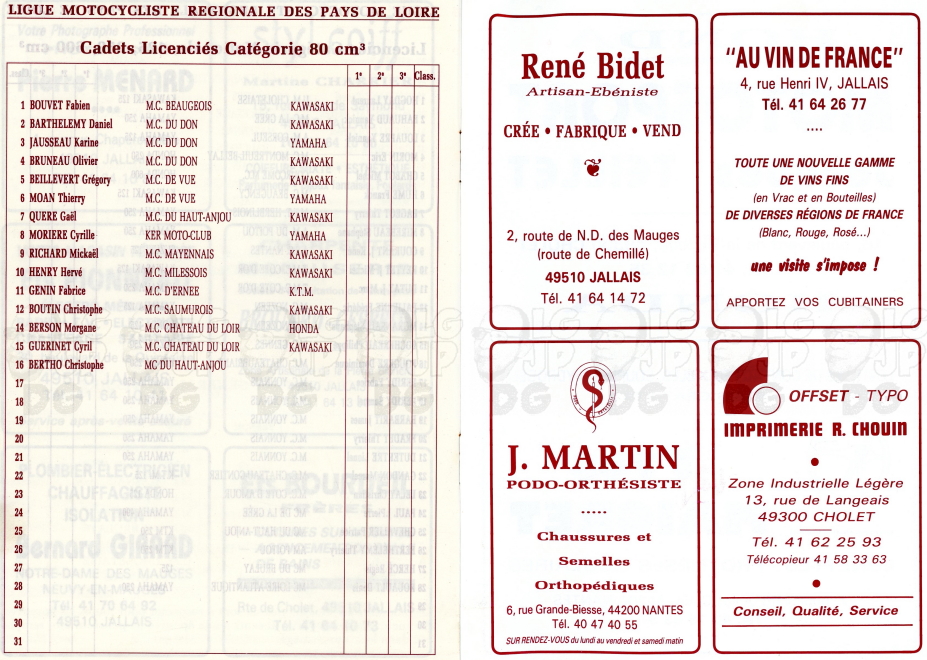 LIGUE MOTOCYCLISTE REGIONALE DES PAYS DE LOIRE
Cadets Licenciés Catégorie 80 cm³
1ᵉ 2ᵉ 3ᵉ Class.
1 BOUVET Fabien M.C. BEAUGEOIS KAWASAKI
2 BARTHELEMY Daniel M.C. DU DON KAWASAKI
3 JAUSSEAU Karine M.C. DU DON YAMAHA
4 BRUNEAU Olivier M.C. DU DON KAWASAKI
5 BEILLEVERT Grégory M.C. DE VUE KAWASAKI
6 MOAN Thierry M.C. DE VUE YAMAHA
7 QUERE Gaël M.C. DU HAUT-ANJOU KAWASAKI
8 MORIERE Cyrille KER MOTO-CLUB YAMAHA
9 RICHARD Mickaël M.C. MAYENNAIS KAWASAKI
10 HENRY Hervé M.C. MILESSOIS KAWASAKI
11 GENIN Fabrice M.C. D'ERNEE K.T.M.
12 BOUTIN Christophe M.C. SAUMUROIS KAWASAKI
14 BERSON Morgane M.C. CHATEAU DU LOIR HONDA
15 GUERINET Cyril M.C. CHATEAU DU LOIR KAWASAKI
16 BERTHO Christophe MC DU HAUT-ANJOU
17
18
19
20
21
22
23
24
25
26
27
28
29
30
31
René Bidet
Artisan-Ebéniste
CRÉE • FABRIQUE • VEND
2, route de N.D. des Mauges
(route de Chemillé)
49510 JALLAIS
Tél. 41 64 14 72
"AU VIN DE FRANCE"
4, rue Henri IV, JALLAIS
Tél. 41 64 26 77
....
TOUTE UNE NOUVELLE GAMME
DE VINS FINS
(en Vrac et en Bouteilles)
DE DIVERSES RÉGIONS DE FRANCE
(Blanc, Rouge, Rosé...)
une visite s'impose !
APPORTEZ VOS CUBITAINERS
J. MARTIN
PODO-ORTHÉSISTE
-----
Chaussures et
Semelles
Orthopédiques
6, rue Grande-Biesse, 44200 NANTES
Tél. 40 47 40 55
SUR RENDEZ-VOUS du lundi au vendredi et samedi matin
OFFSET - TYPO
IMPRIMERIE R. CHOUIN
•
Zone Industrielle Légère
13, rue de Langeais
49300 CHOLET
Tél. 41 62 25 93
Télécopieur 41 58 33 63
•
Conseil, Qualité, Service